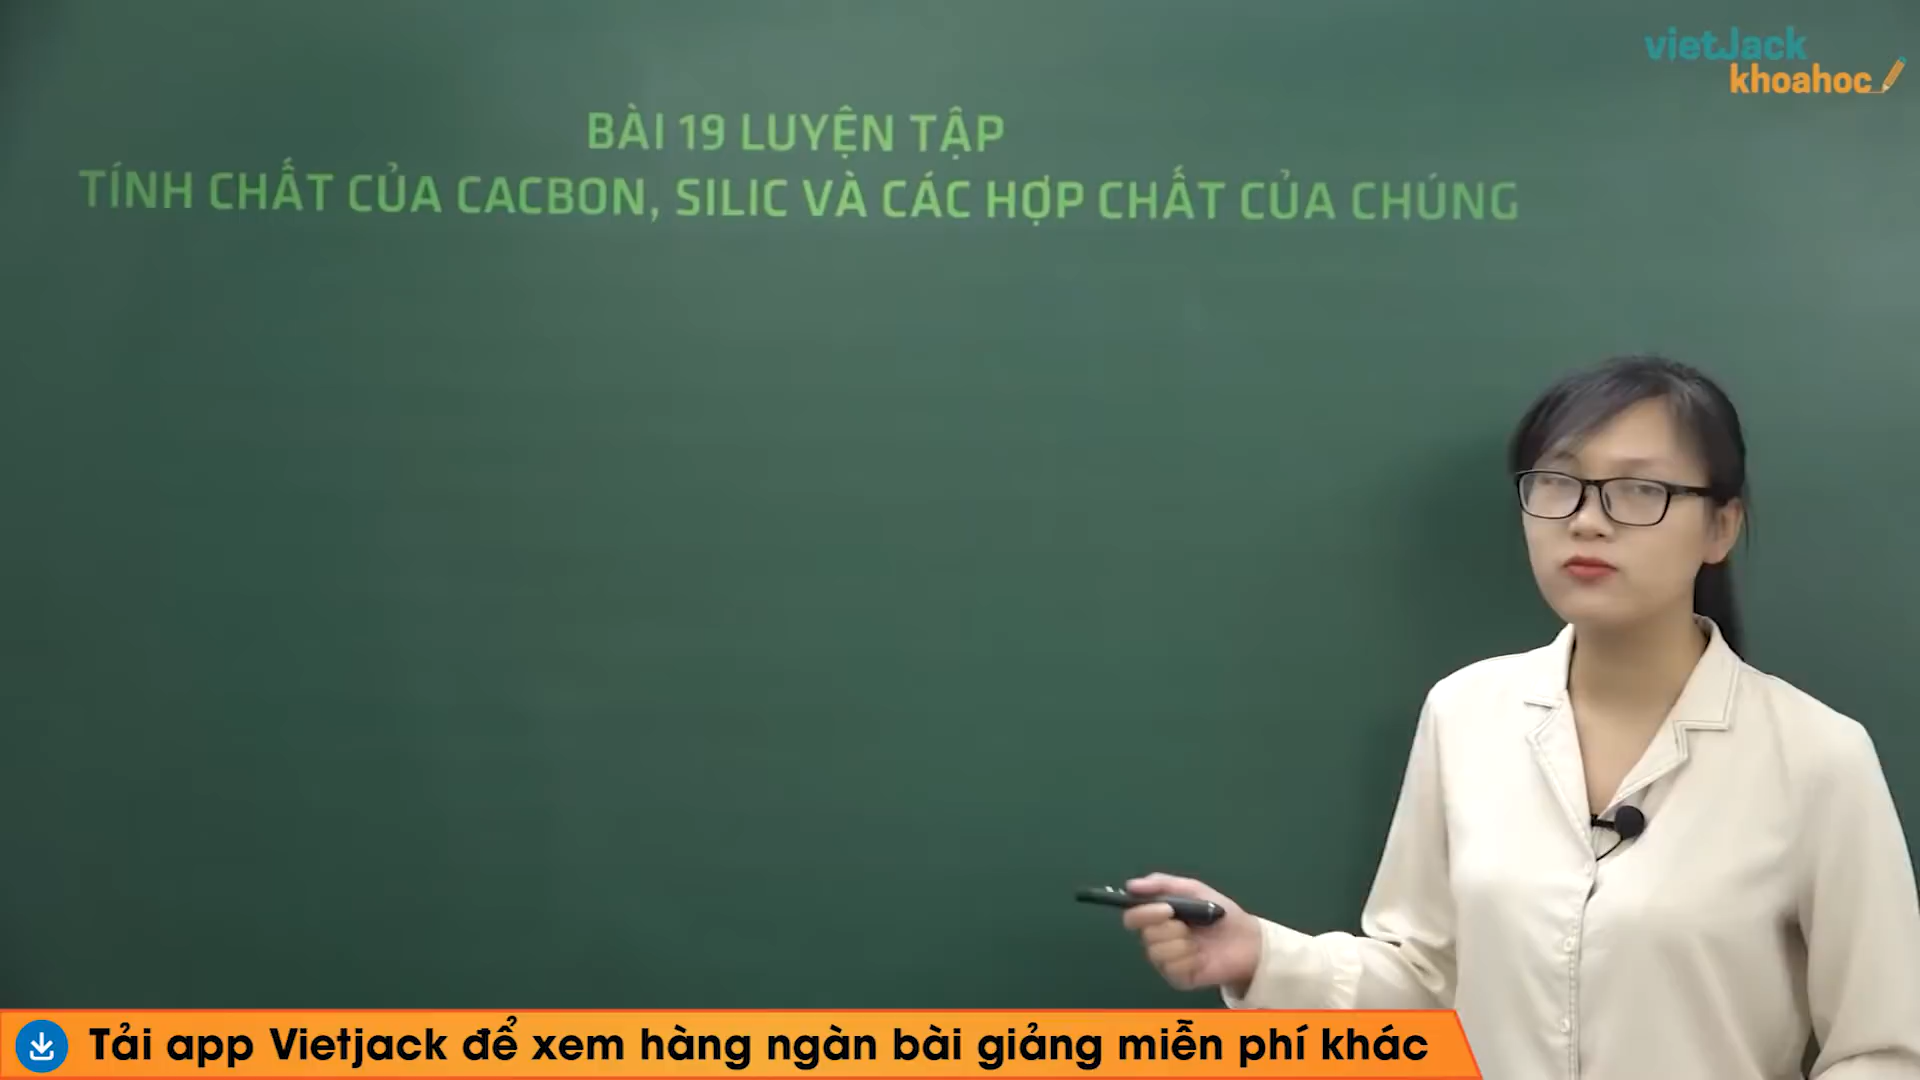 vietJack
khoahoc
BÀI 19 LUYỆN TẬP
TÍNH CHẤT CỦA CACBON, SILIC VÀ CÁC HỢP CHẤT CỦA CHÚNG
Tải app Vietjack để xem hàng ngàn bài giảng miễn phí khác